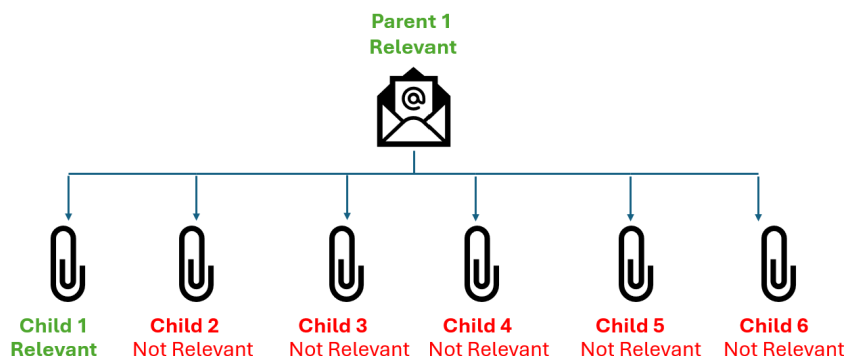 Parent 1
Relevant
@
Child 1
Relevant
Child 2
Not Relevant
Child 3
Not Relevant
Child 4
Not Relevant
Child 5
Not Relevant
Child 6
Not Relevant